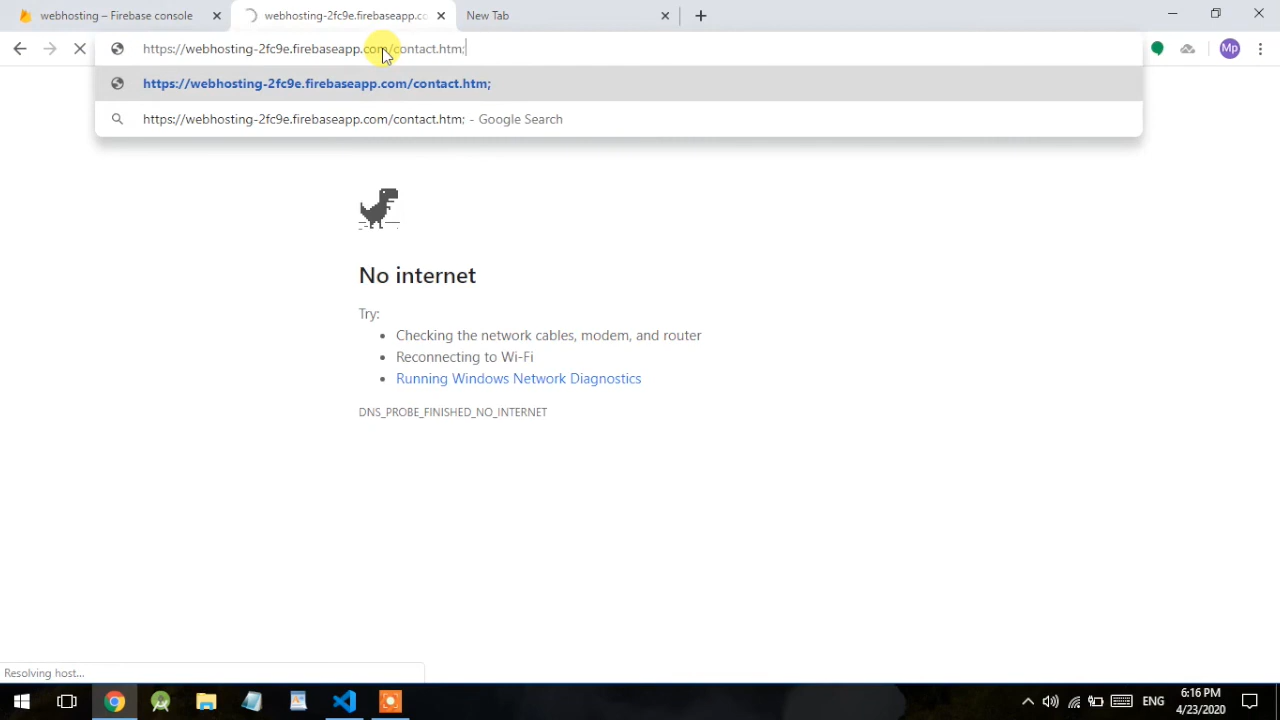 webhosting – Firebase console
webhosting-2fc9e.firebaseapp.co
New Tab
https://webhosting-2fc9e.firebaseapp.com/contact.htm;
Mp
https://webhosting-2fc9e.firebaseapp.com/contact.htm;
https://webhosting-2fc9e.firebaseapp.com/contact.htm; - Google Search
No internet
Try:
• Checking the network cables, modem, and router
• Reconnecting to Wi-Fi
• Running Windows Network Diagnostics
DNS_PROBE_FINISHED_NO_INTERNET
Resolving host...
ENG
6:16 PM
4/23/2020